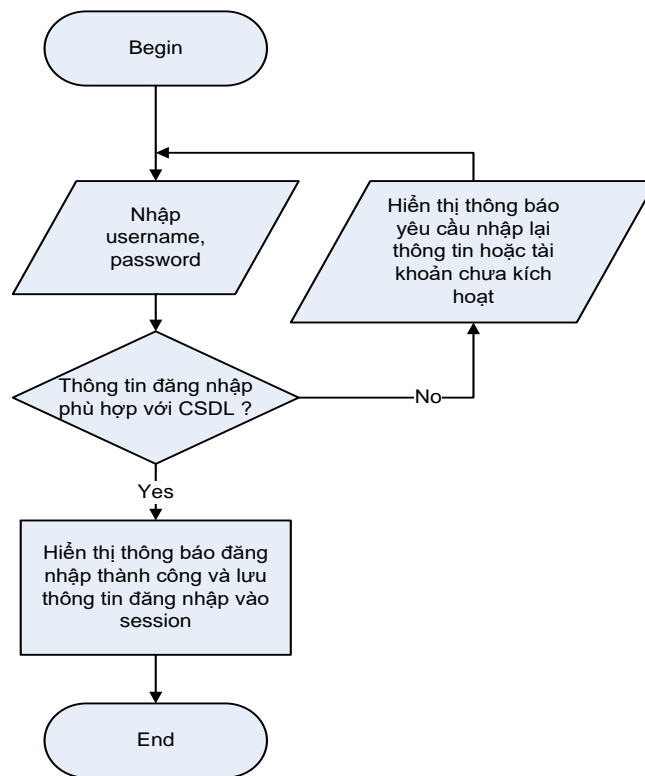 Begin
Nhập
username,
password
Hiển thị thông báo
yêu cầu nhập lại
thông tin hoặc tài
khoản chưa kích
hoạt
Thông tin đăng nhập
phù hợp với CSDL ?
No
Yes
Hiển thị thông báo đăng
nhập thành công và lưu
thông tin đăng nhập vào
session
End